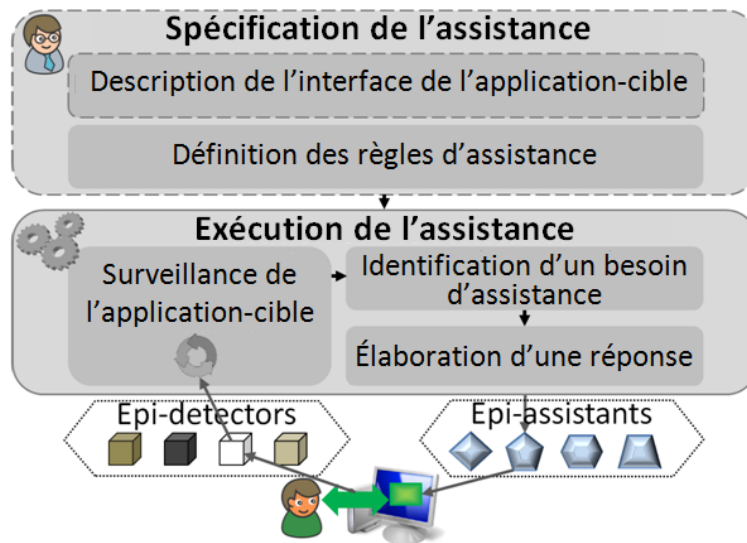 Spécification de l'assistance
Description de l'interface de l'application-cible
Définition des règles d'assistance
Exécution de l'assistance
Surveillance de
l'application-cible
Identification d'un besoin
d'assistance
Élaboration d'une réponse
Epi-detectors
Epi-assistants